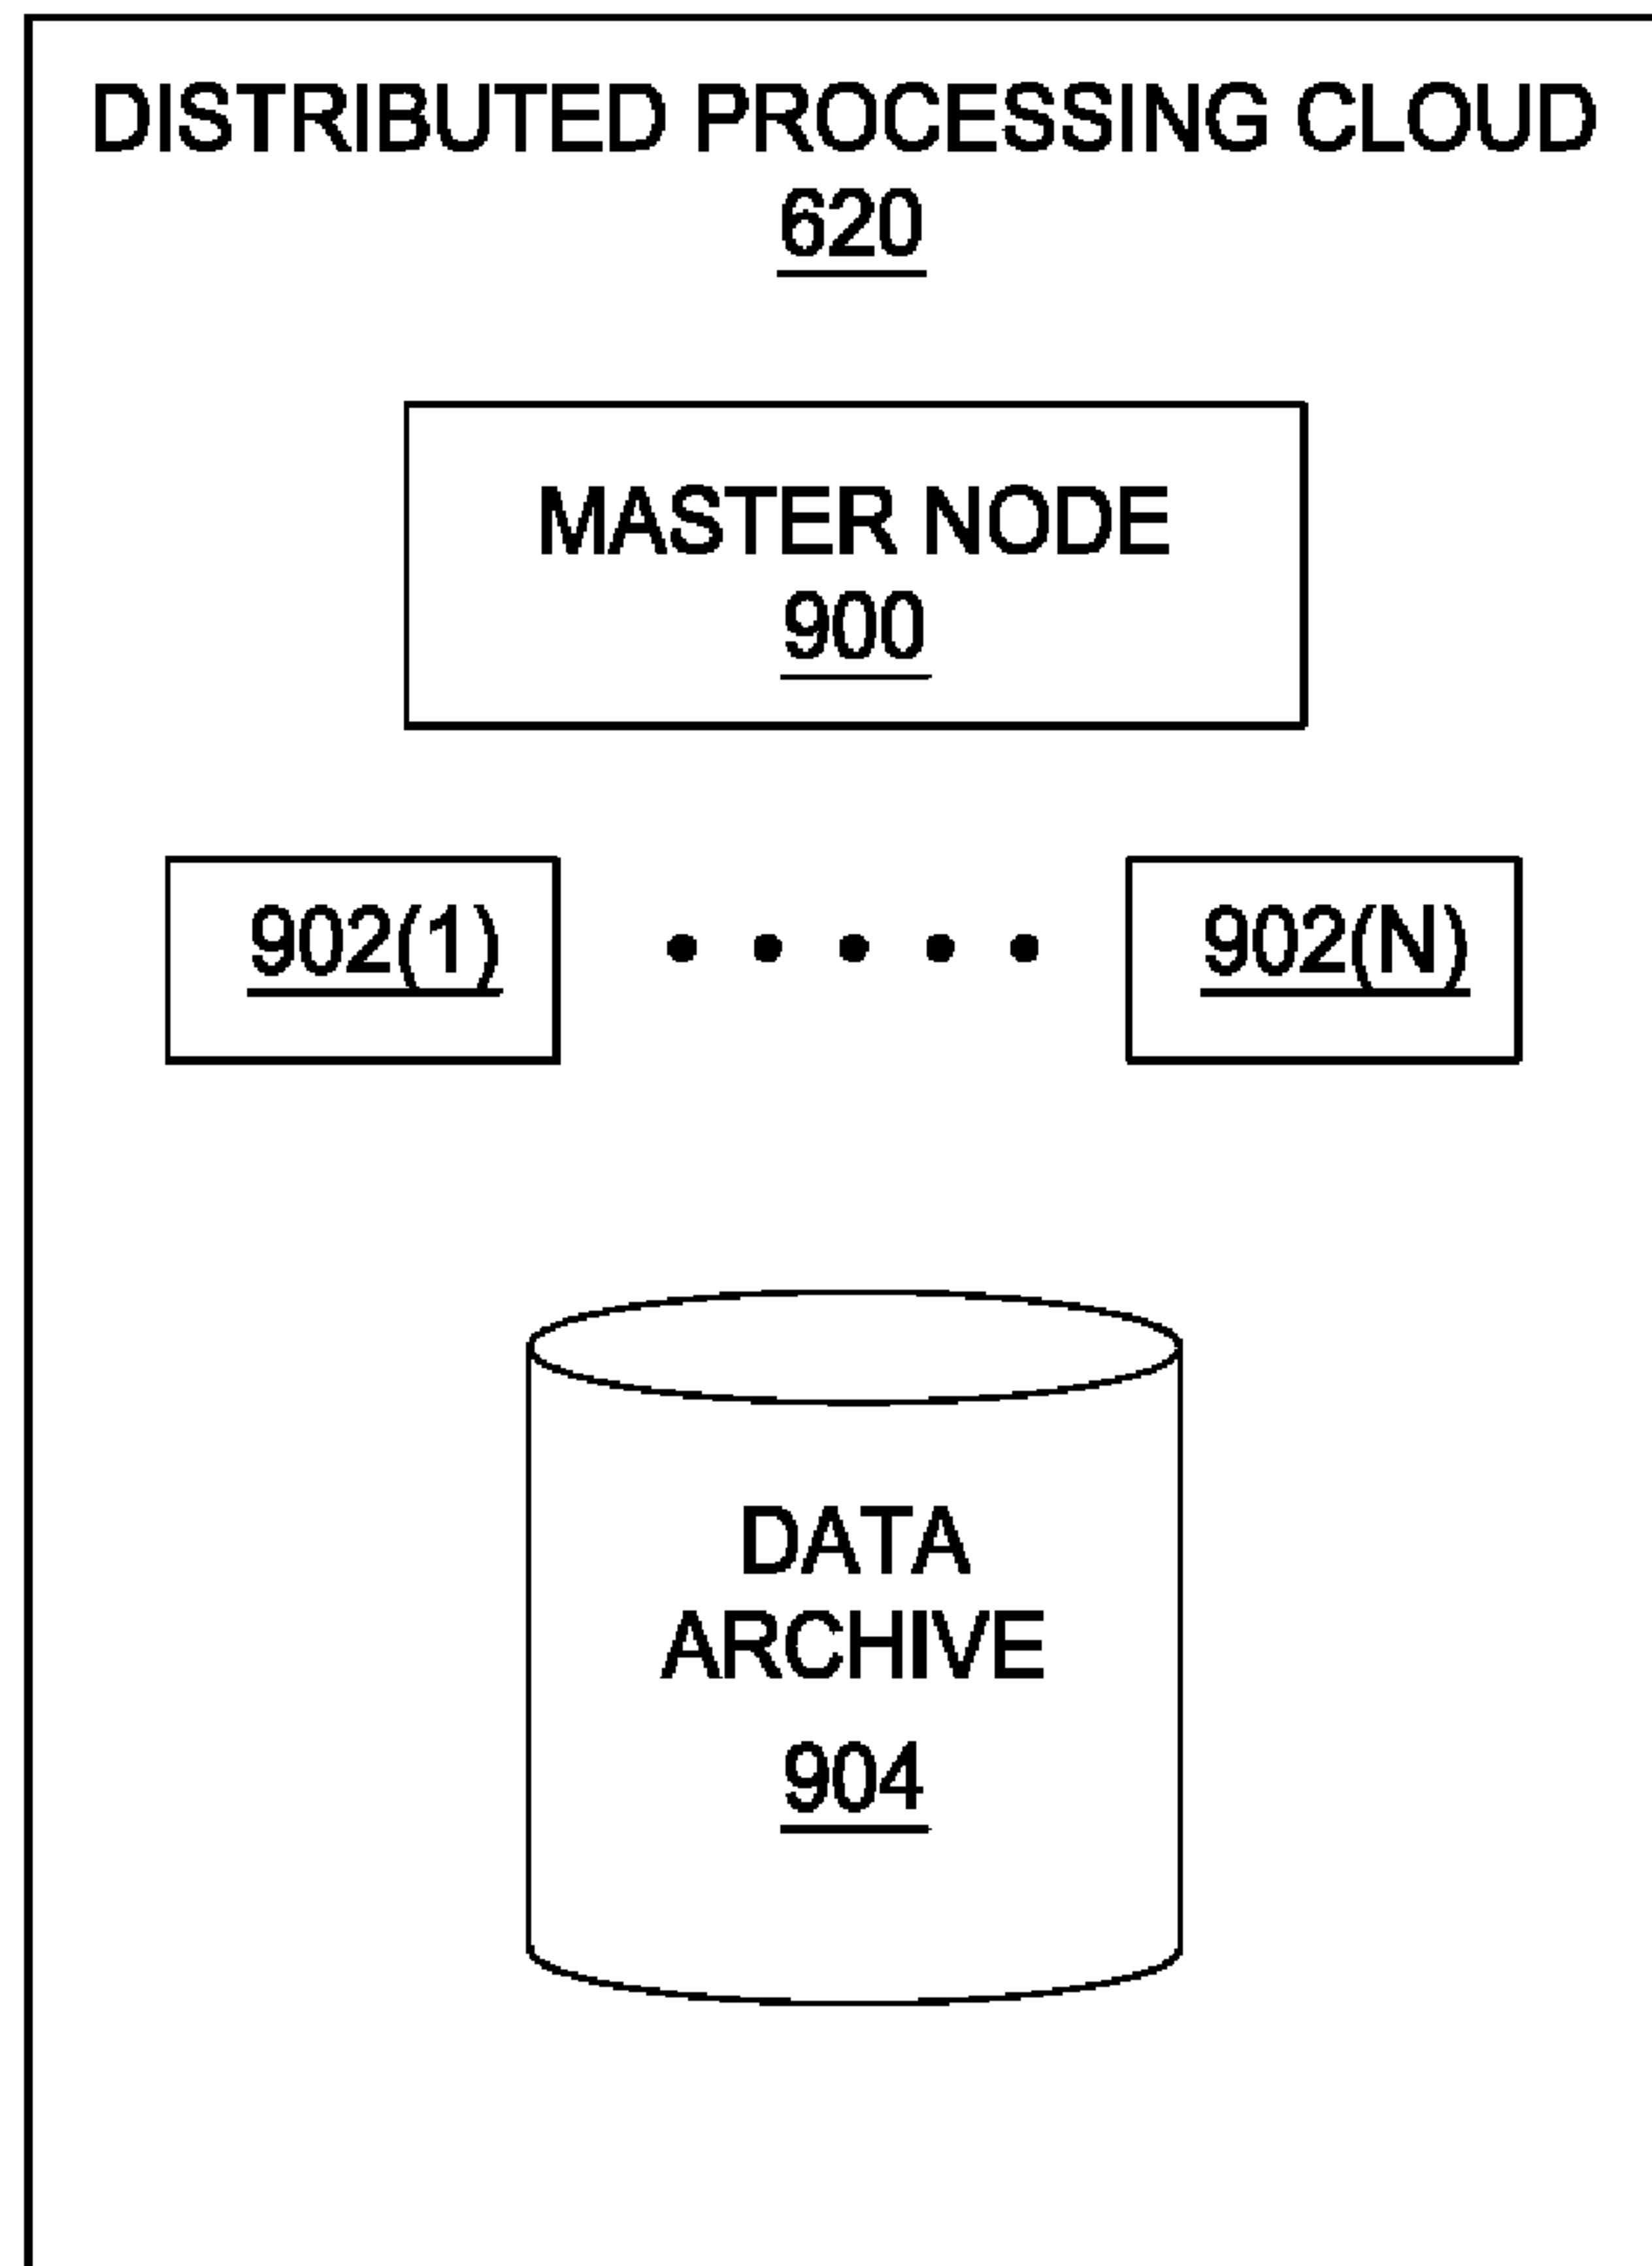 DISTRIBUTED PROCESSING CLOUD
620
MASTER NODE
900
902(1)
902(N)
DATA
ARCHIVE
904